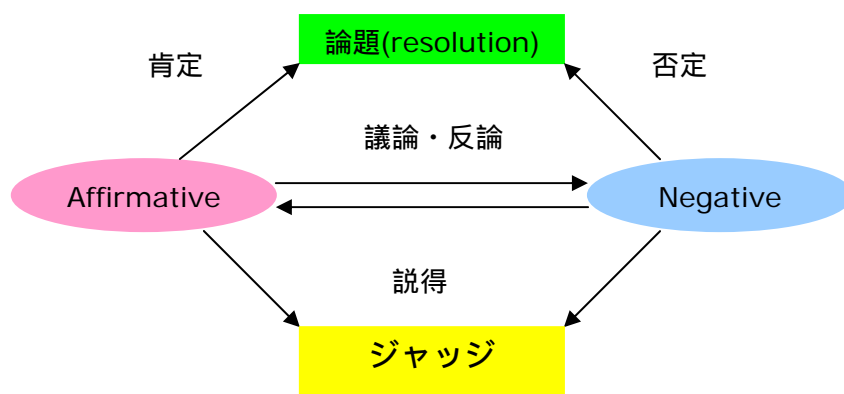 論題(resolution)
肯定
否定
議論・反論
Affirmative
Negative
説得
ジャッジ